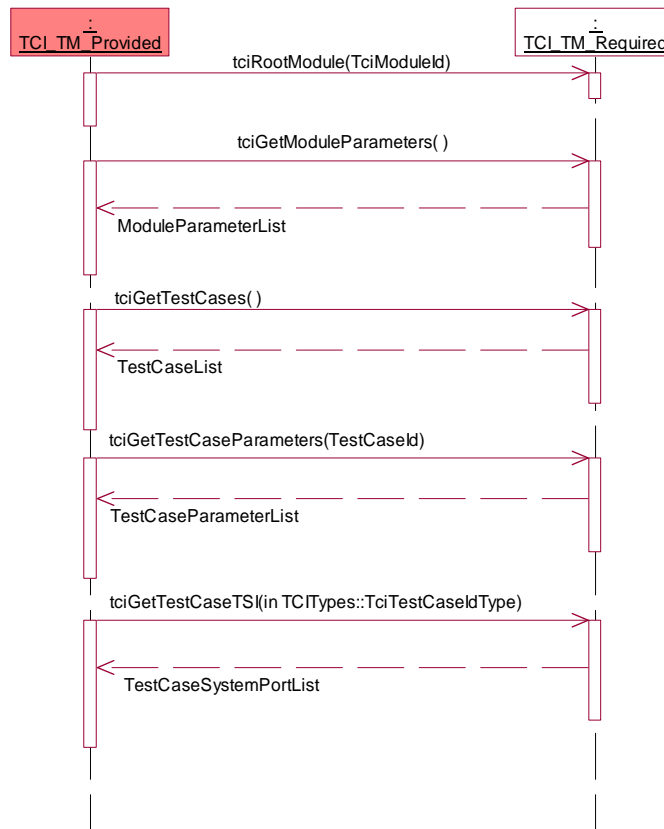 :
TCI_TM_Provided
:
TCI_TM_Required
tciRootModule(TciModuleId)
tciGetModuleParameters( )
ModuleParameterList
tciGetTestCases( )
TestCaseList
tciGetTestCaseParameters(TestCaseId)
TestCaseParameterList
tciGetTestCaseTSI(in TCITypes::TciTestCaseIdType)
TestCaseSystemPortList